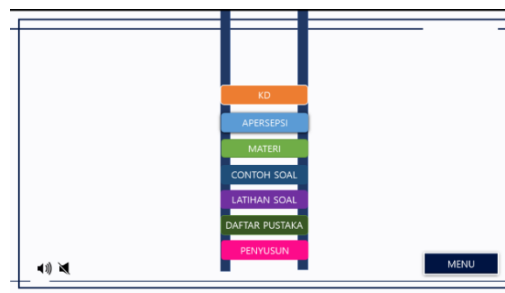 KD
APERSEPSI
MATERI
CONTOH SOAL
LATIHAN SOAL
DAFTAR PUSTAKA
PENYUSUN
MENU